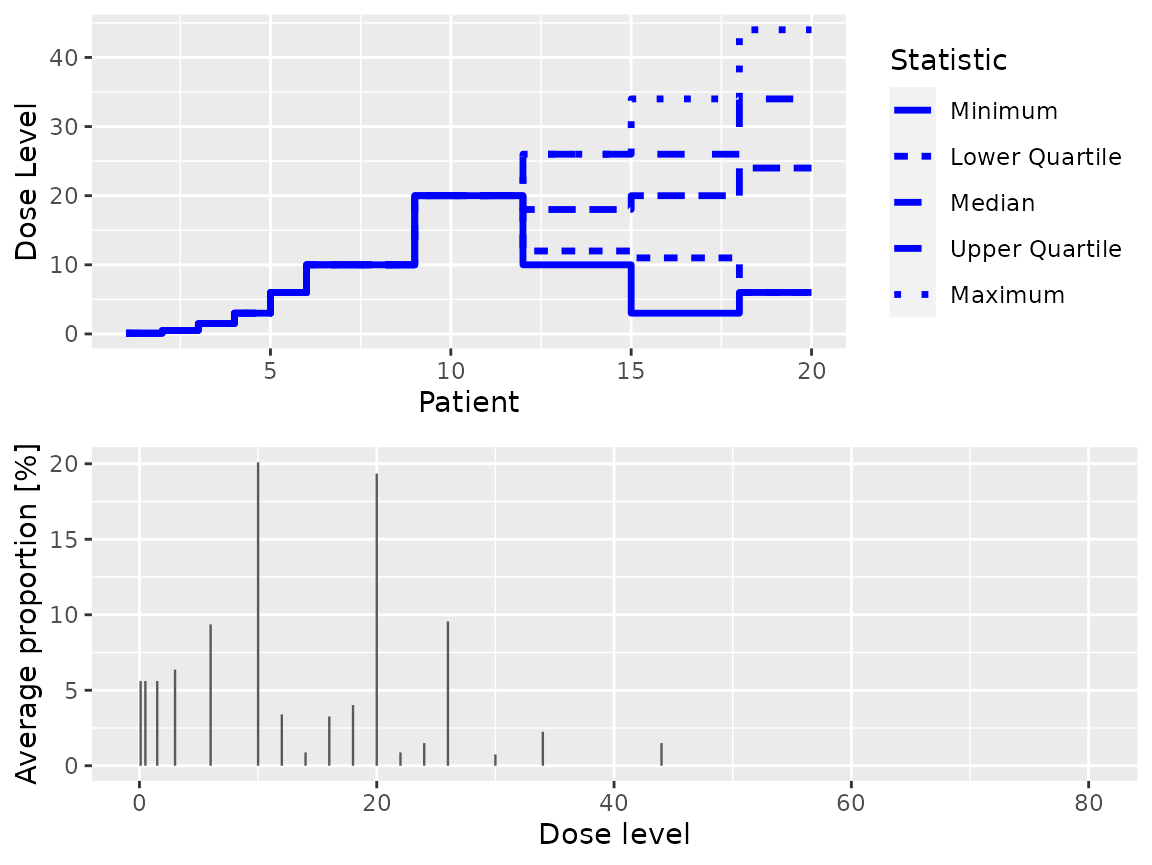 Dose Level
40
30
20
10
0
5
10
15
20
Patient
Statistic
Minimum
Lower Quartile
Median
Upper Quartile
Maximum
Average proportion [%]
20
15
10
5
0
0
20
40
60
80
Dose level